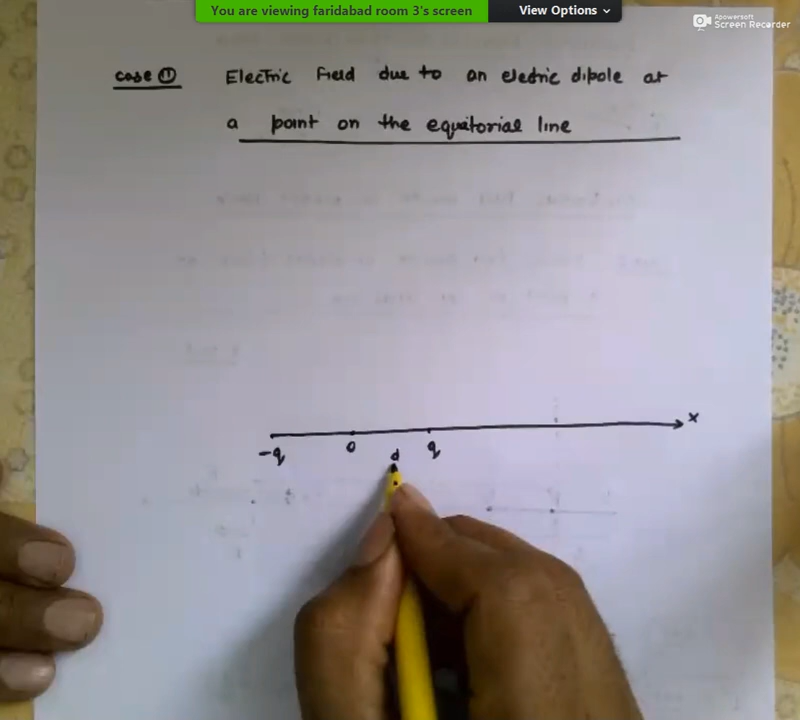 You are viewing faridabad room 3's screen
View Options
Apowersoft
Screen Recorder
Case (1)
Electric Field due to an eledric dipole at
a point on the equitorial line
x
-q
o
d
q